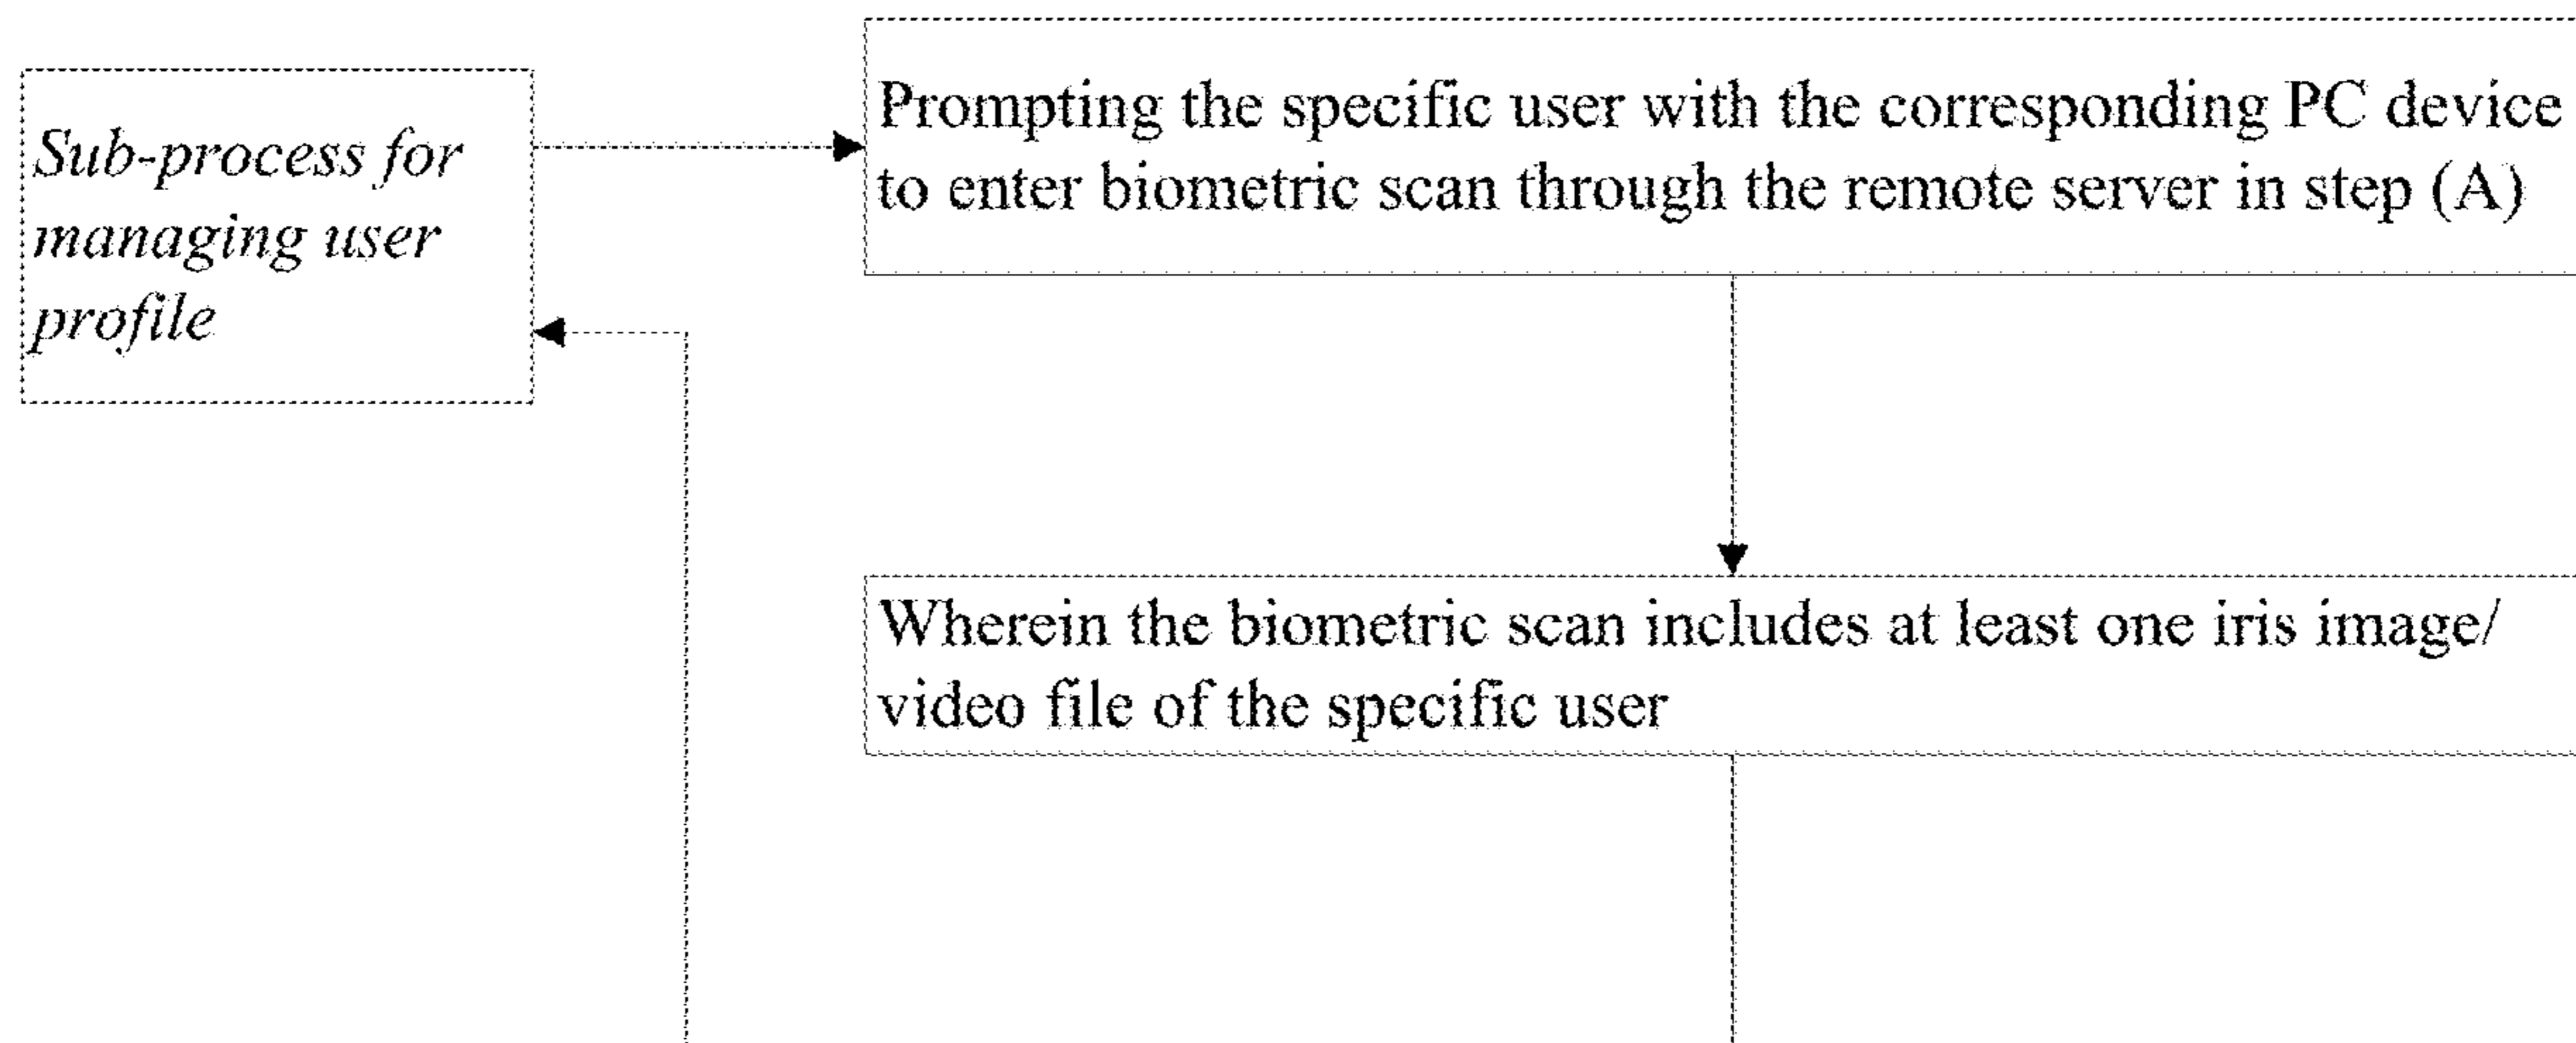 Sub-process for
managing user
profile
Prompting the specific user with the corresponding PC device
to enter biometric scan through the remote server in step (A)
Wherein the biometric scan includes at least one iris image/
video file of the specific user